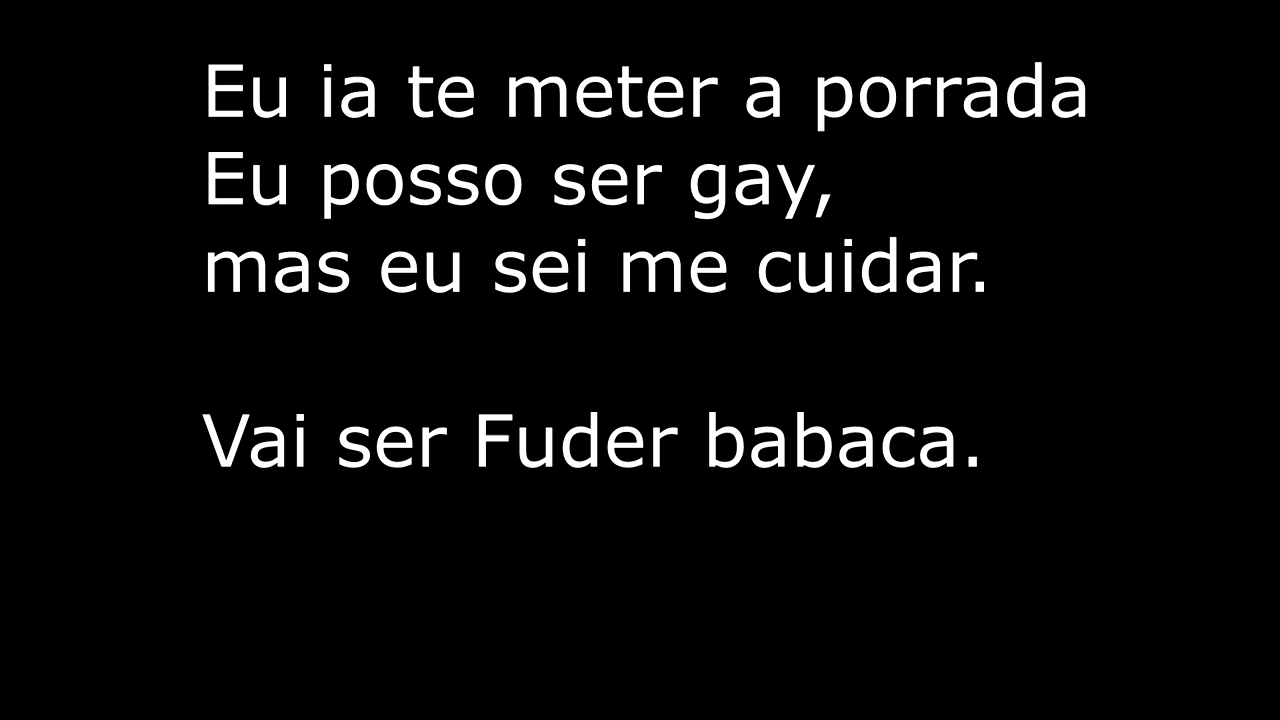 Eu ia te meter a porrada
Eu posso ser gay,
mas eu sei me cuidar.
Vai ser Fuder babaca.